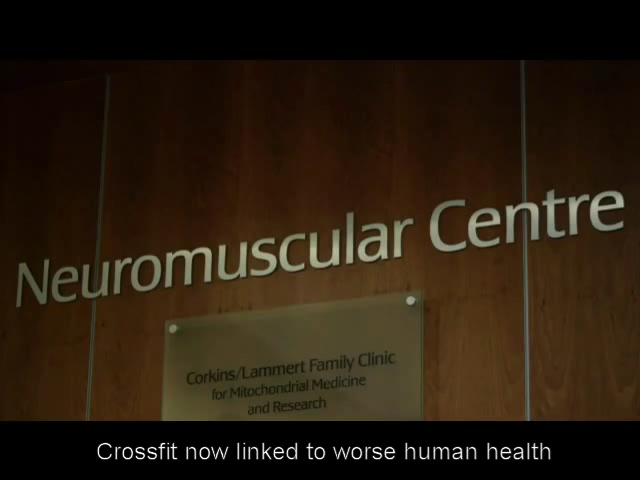 Neuromuscular Centre
Corkins/Lammert Family Clinic
for Mitochondrial Medicine
and Research
Crossfit now linked to worse human health